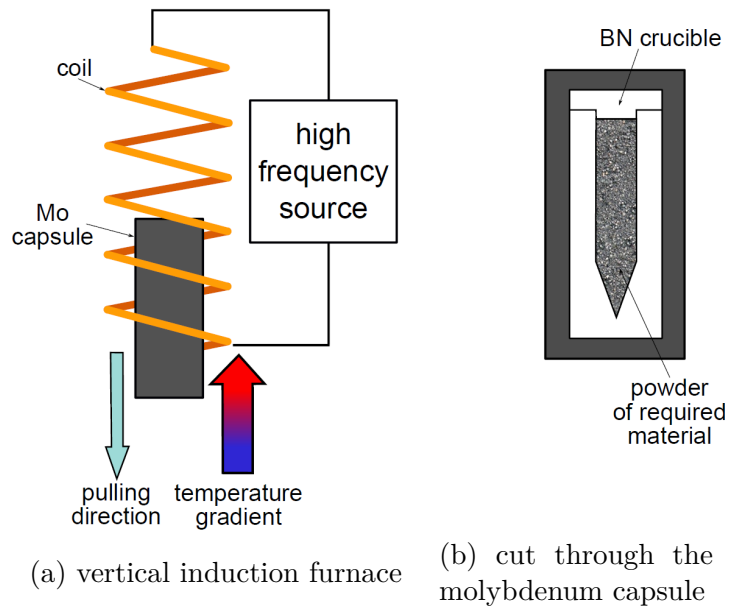 coil
high
frequency
source
Mo
capsule
pulling
direction
temperature
gradient
(a) vertical induction furnace
BN crucible
powder
of required
material
(b) cut through the
molybdenum capsule